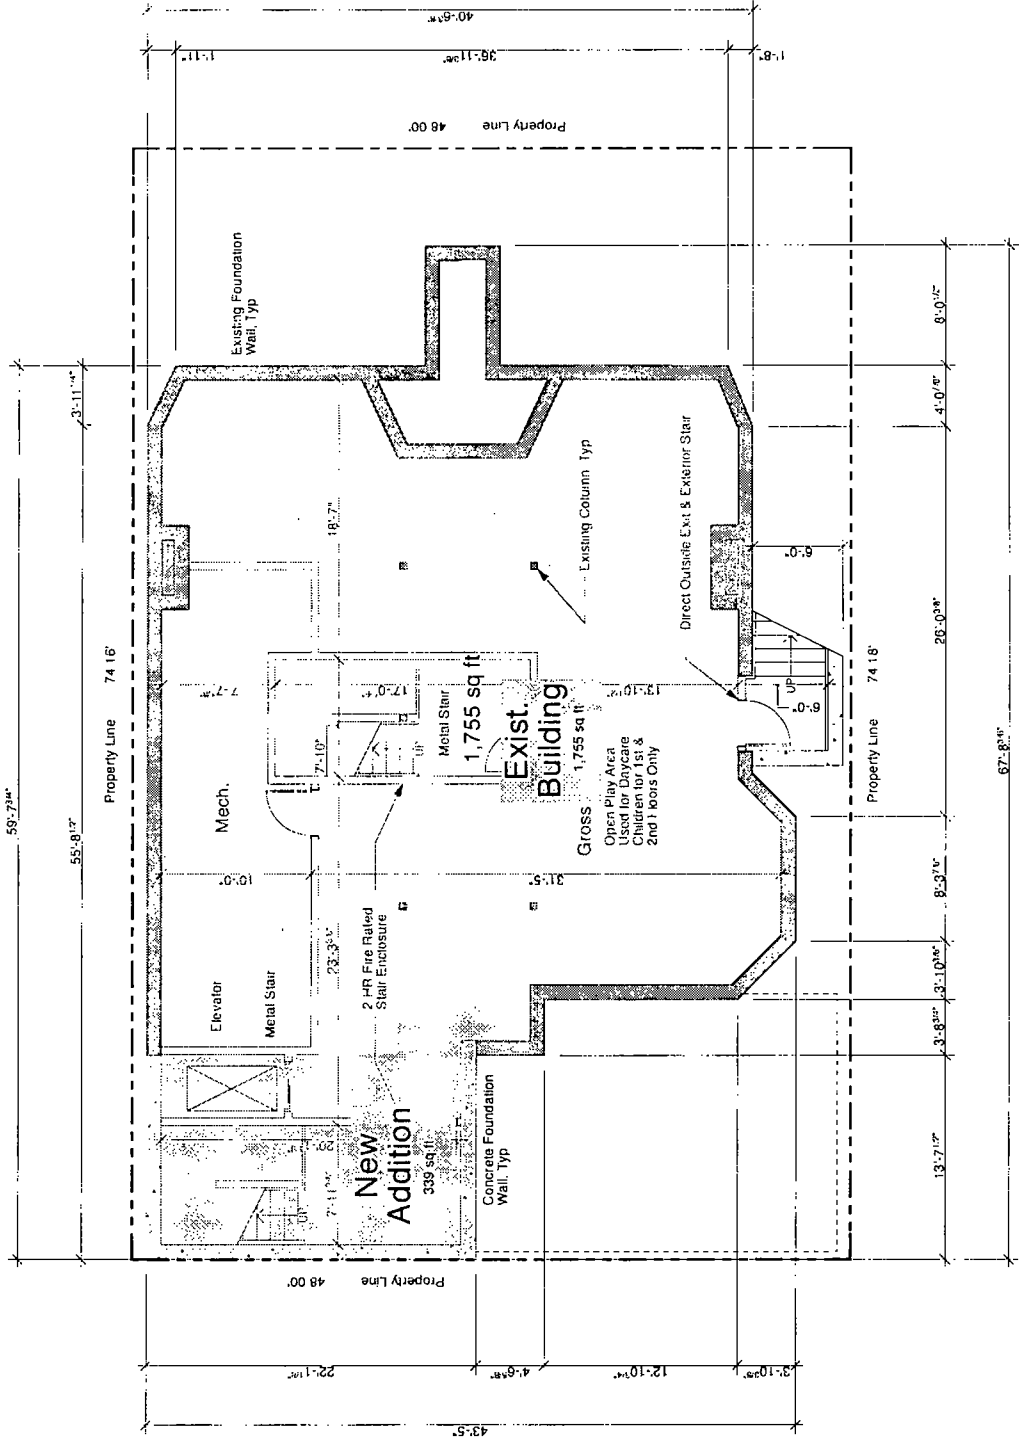 40'-6
1'-11"
36'-11 3/8"
1'-8"
Property Line 48 00'
Existing Foundation
Wall, Typ
59'-7 3/4"
55'-8 1/2"
3'-11 1/4"
Property Line 74 16'
18'-7"
Existing Column Typ
Direct Outside Exit & Exterior Stair
6'-0"
6'-0"
UP
8'-0 1/2"
26'-0 3/8"
67'-8 3/4"
Property Line 74 18'
17'-0
13'-10
7'-10"
UP
Metal Stair
1,755 sq ft
Exist.
Building
1,755 sq ft
Gross
Open Play Area
Used for Daycare
Children for 1st &
2nd Floors Only
Mech.
10'-0"
31'-5"
23'-3
2 HR Fire Rated
Stair Enclosure
Elevator
Metal Stair
New
Addition
339 sq ft
UP
Concrete Foundation
Wall, Typ
3'-8 3/4"
13'-7 1/2"
Property Line 48 00'
4'-6
12'-10
3'-10
43'-5"